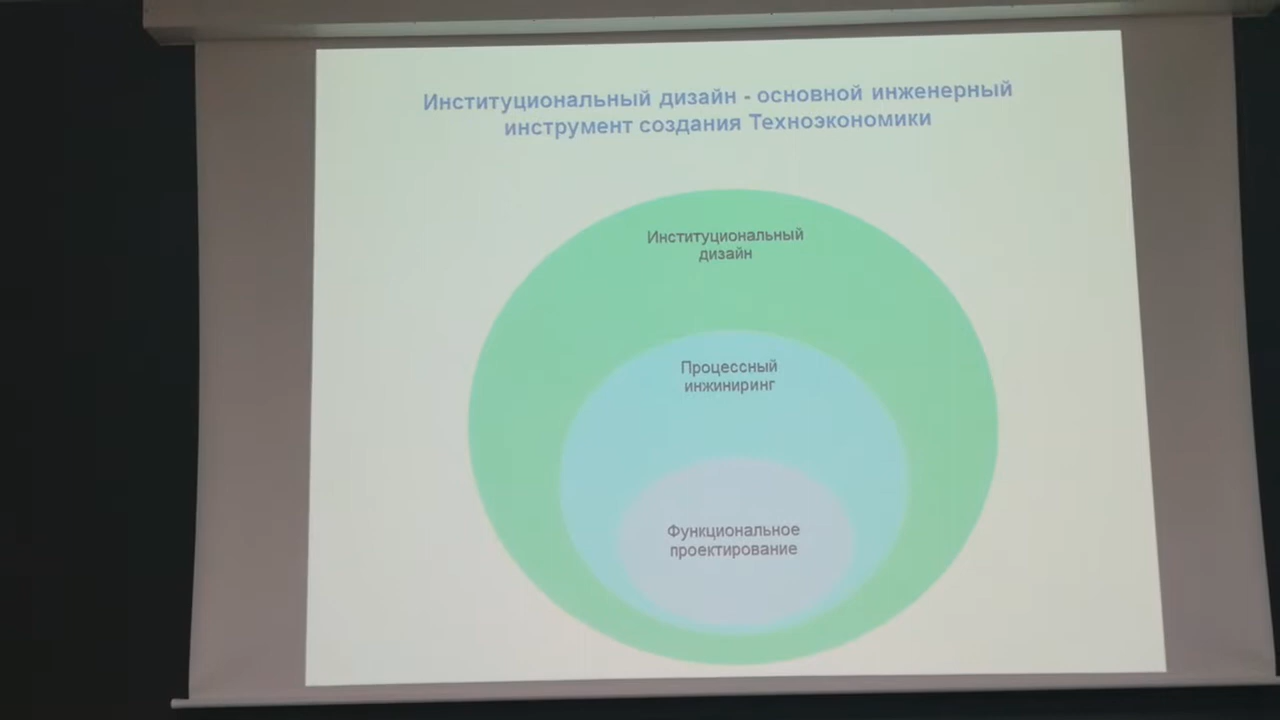 Институциональный дизайн - основной инженерный
инструмент создания Техноэкономики
Институциональный
дизайн
Процессный
инжиниринг
Функциональное
проектирование